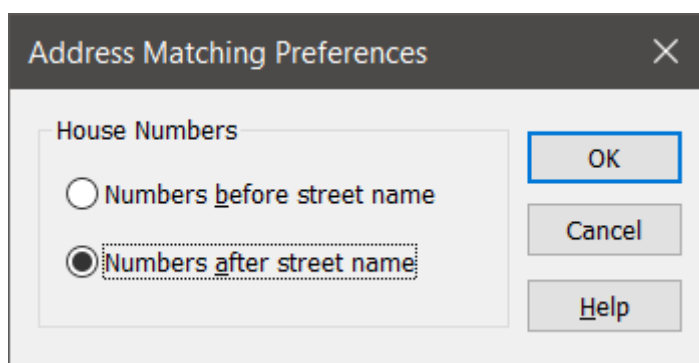 Address Matching Preferences
House Numbers
Numbers before street name
Numbers after street name
OK
Cancel
Help